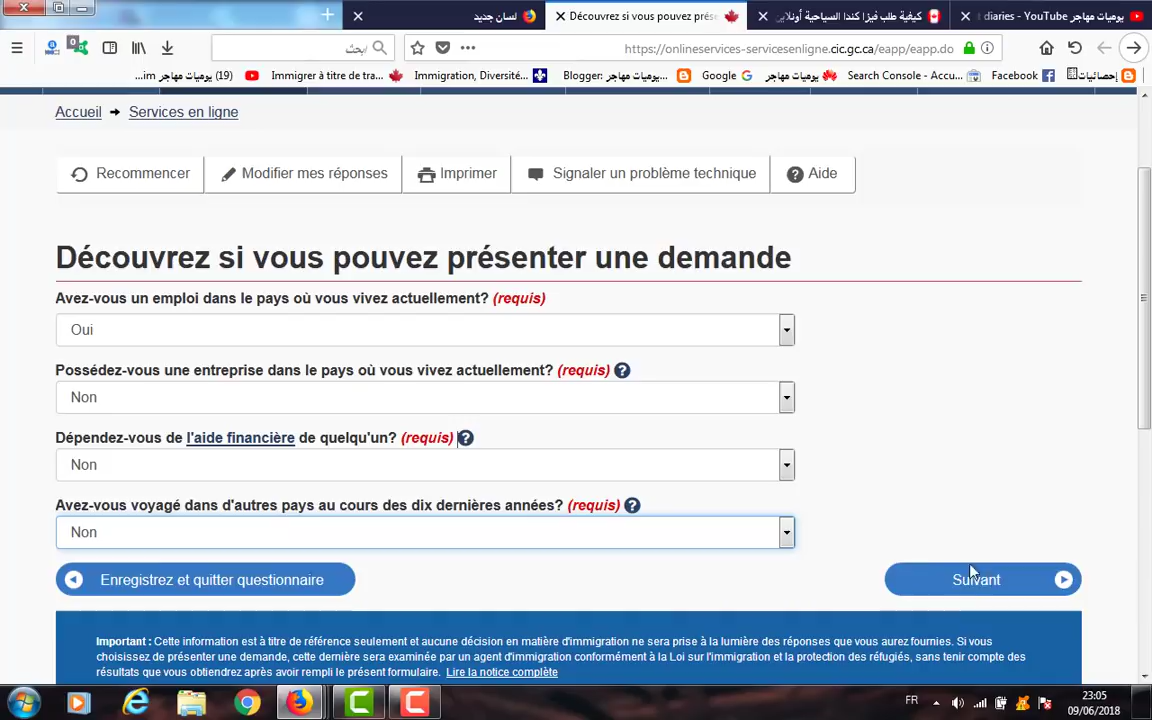 لسان جديد
Découvrez si vous pouvez prése
كيفية طلب فيزا كندا السياحية أونلاين
يوميات مهاجر diaries - YouTube
ابحث
https://onlineservices-servicesenligne.cic.gc.ca/eapp/eapp.do
(19) يوميات مهاجر im...
Immigrer à titre de tra...
Immigration, Diversité...
Blogger: يوميات مهاجر...
Google
يوميات مهاجر
Search Console - Accu...
Facebook
إحصائيات
Accueil
Services en ligne
Recommencer
Modifier mes réponses
Imprimer
Signaler un problème technique
Aide
Découvrez si vous pouvez présenter une demande
Avez-vous un emploi dans le pays où vous vivez actuellement? (requis)
Oui
Possédez-vous une entreprise dans le pays où vous vivez actuellement? (requis)
Non
Dépendez-vous de l'aide financière de quelqu'un? (requis)
Non
Avez-vous voyagé dans d'autres pays au cours des dix dernières années? (requis)
Non
Enregistrez et quitter questionnaire
Suivant
Important : Cette information est à titre de référence seulement et aucune décision en matière d'immigration ne sera prise à la lumière des réponses que vous aurez fournies. Si vous
choisissez de présenter une demande, cette dernière sera examinée par un agent d'immigration conformément à la Loi sur l'immigration et la protection des réfugiés, sans tenir compte des
résultats que vous obtiendrez après avoir rempli le présent formulaire. Lire la notice complète
FR
23:05
09/06/2018